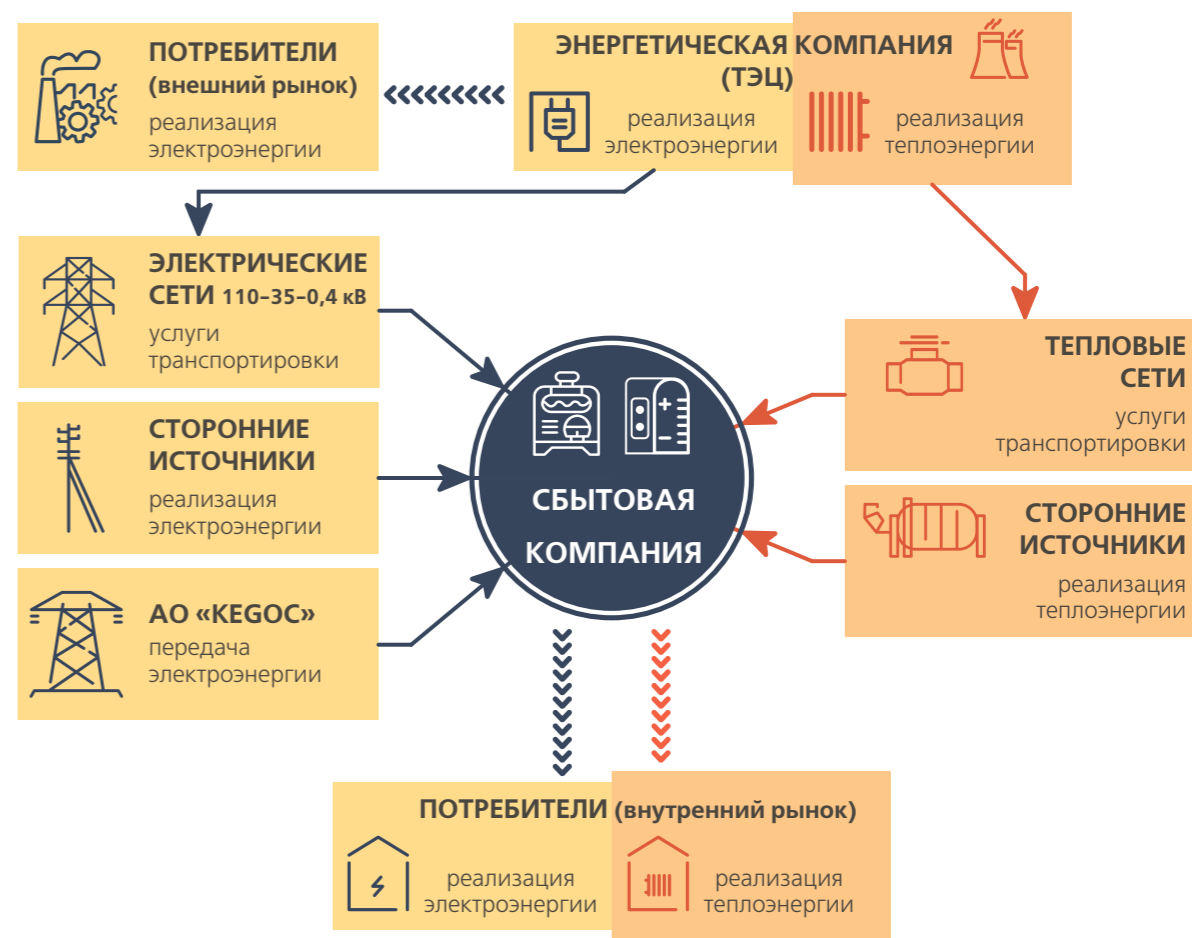 ПОТРЕБИТЕЛИ
(внешний рынок)
реализация
электроэнергии
ЭНЕРГЕТИЧЕСКАЯ КОМПАНИЯ
(ТЭЦ)
реализация
электроэнергии
реализация
теплоэнергии
ЭЛЕКТРИЧЕСКИЕ
СЕТИ 110–35–0,4 кВ
услуги
транспортировки
СТОРОННИЕ
ИСТОЧНИКИ
реализация
электроэнергии
АО «KEGOC»
передача
электроэнергии
СБЫТОВАЯ
КОМПАНИЯ
ТЕПЛОВЫЕ
СЕТИ
услуги
транспортировки
СТОРОННИЕ
ИСТОЧНИКИ
реализация
теплоэнергии
ПОТРЕБИТЕЛИ (внутренний рынок)
реализация
электроэнергии
реализация
теплоэнергии